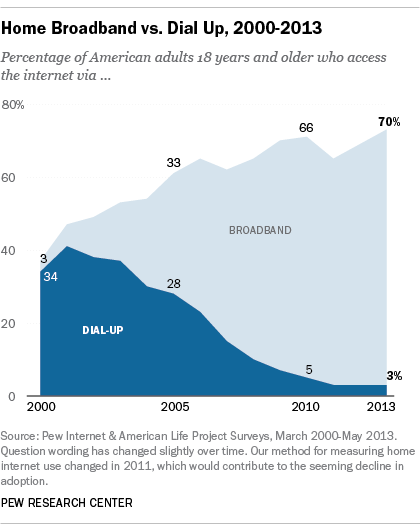 Home Broadband vs. Dial Up, 2000-2013
Percentage of American adults 18 years and older who access
the internet via ...
80%
70%
66
33
60
BROADBAND
40
3
34
28
20
DIAL-UP
5
3%
0
2000
2005
2010
2013
Source: Pew Internet & American Life Project Surveys, March 2000-May 2013.
Question wording has changed slightly over time. Our method for measuring home
internet use changed in 2011, which would contribute to the seeming decline in
adoption.
PEW RESEARCH CENTER